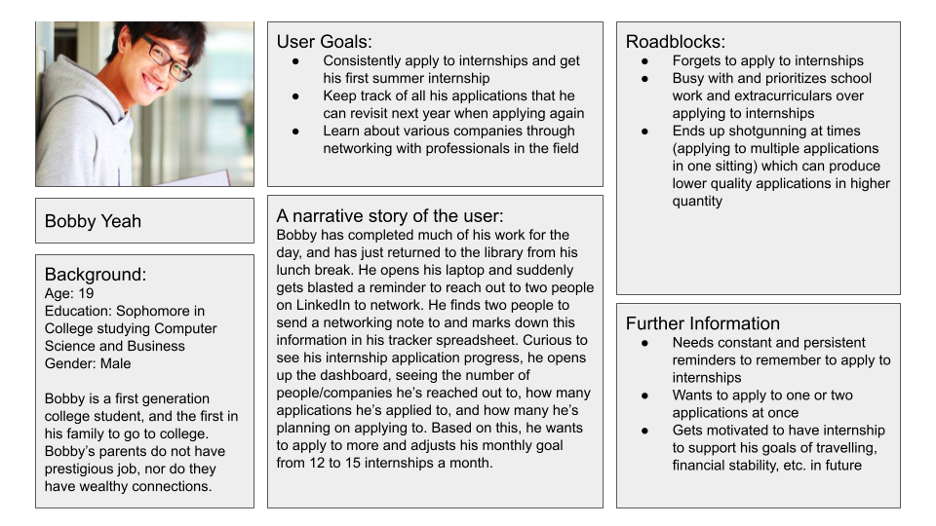 User Goals:
● Consistently apply to internships and get
his first summer internship
● Keep track of all his applications that he
can revisit next year when applying again
● Learn about various companies through
networking with professionals in the field
Roadblocks:
● Forgets to apply to internships
● Busy with and prioritizes school
work and extracurriculars over
applying to internships
● Ends up shotgunning at times
(applying to multiple applications
in one sitting) which can produce
lower quality applications in higher
quantity
Bobby Yeah
Background:
Age: 19
Education: Sophomore in
College studying Computer
Science and Business
Gender: Male
Bobby is a first generation
college student, and the first in
his family to go to college.
Bobby's parents do not have
prestigious job, nor do they
have wealthy connections.
A narrative story of the user:
Bobby has completed much of his work for the
day, and has just returned to the library from his
lunch break. He opens his laptop and suddenly
gets blasted a reminder to reach out to two people
on LinkedIn to network. He finds two people to
send a networking note to and marks down this
information in his tracker spreadsheet. Curious to
see his internship application progress, he opens
up the dashboard, seeing the number of
people/companies he's reached out to, how many
applications he's applied to, and how many he's
planning on applying to. Based on this, he wants
to apply to more and adjusts his monthly goal
from 12 to 15 internships a month.
Further Information
● Needs constant and persistent
reminders to remember to apply to
internships
● Wants to apply to one or two
applications at once
● Gets motivated to have internship
to support his goals of travelling,
financial stability, etc. in future